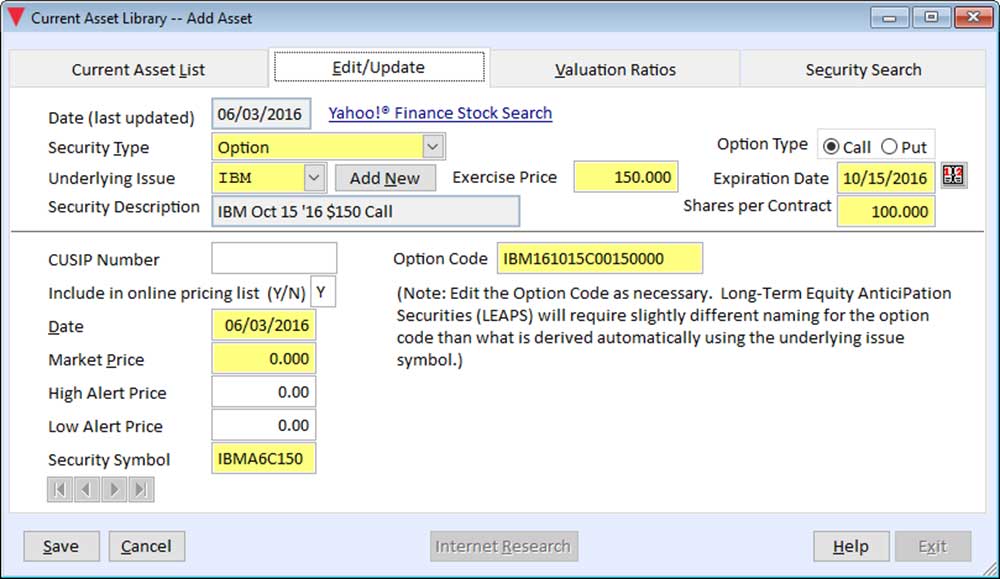 Current Asset Library -- Add Asset
Current Asset List Edit/Update Valuation Ratios Security Search
Date (last updated) 06/03/2016 Yahoo!® Finance Stock Search
Security Type Option Option Type Call Put
Underlying Issue IBM Add New Exercise Price 150.000 Expiration Date 10/15/2016
Security Description IBM Oct 15 '16 $150 Call Shares per Contract 100.000
CUSIP Number Option Code IBM161015C00150000
Include in online pricing list (Y/N) Y (Note: Edit the Option Code as necessary. Long-Term Equity AnticiPation
Securities (LEAPS) will require slightly different naming for the option
Date 06/03/2016 code than what is derived automatically using the underlying issue
Market Price 0.000 symbol.)
High Alert Price 0.00
Low Alert Price 0.00
Security Symbol IBMA6C150
Save Cancel Internet Research Help Exit